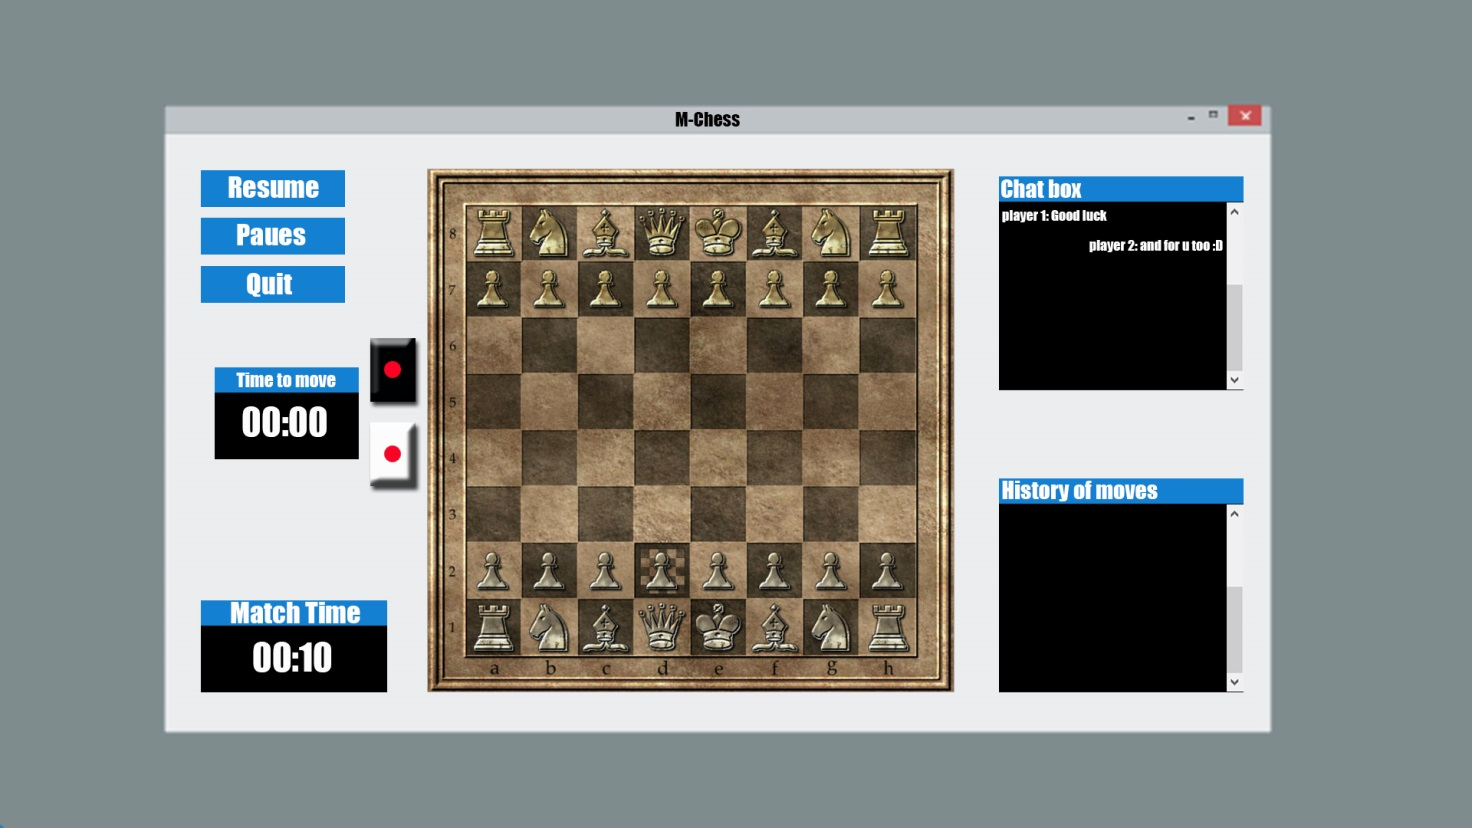 M-Chess
Resume
Paues
Quit
Time to move
00:00
Match Time
00:10
8
7
6
5
4
3
2
1
a b c d e f g h
Chat box
player 1: Good luck
player 2: and for u too :D
History of moves